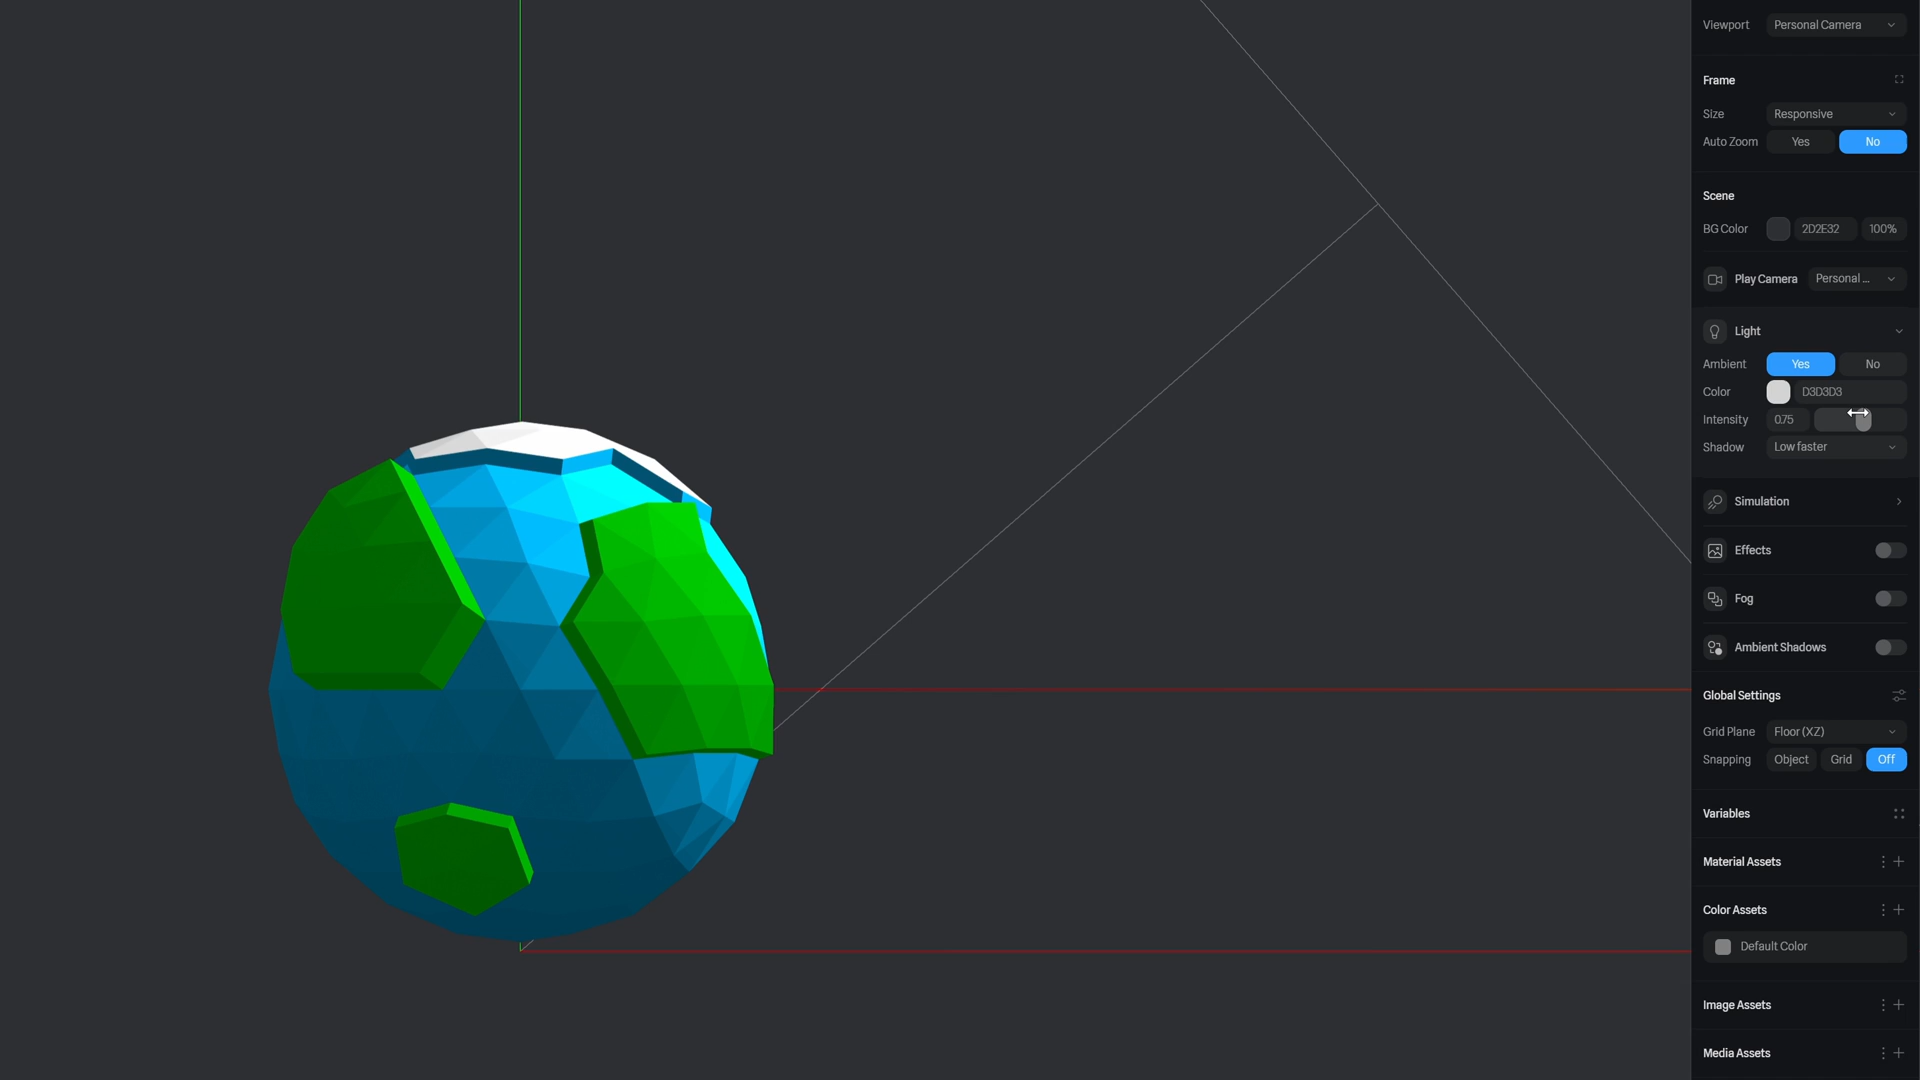 Viewport Personal Camera
Frame
Size Responsive
Auto Zoom Yes No
Scene
BG Color 2D2E32 100%
Play Camera Personal ...
Light
Ambient Yes No
Color D3D3D3
Intensity 0.75
Shadow Low faster
Simulation
Effects
Fog
Ambient Shadows
Global Settings
Grid Plane Floor (XZ)
Snapping Object Grid Off
Variables
Material Assets
Color Assets
Default Color
Image Assets
Media Assets